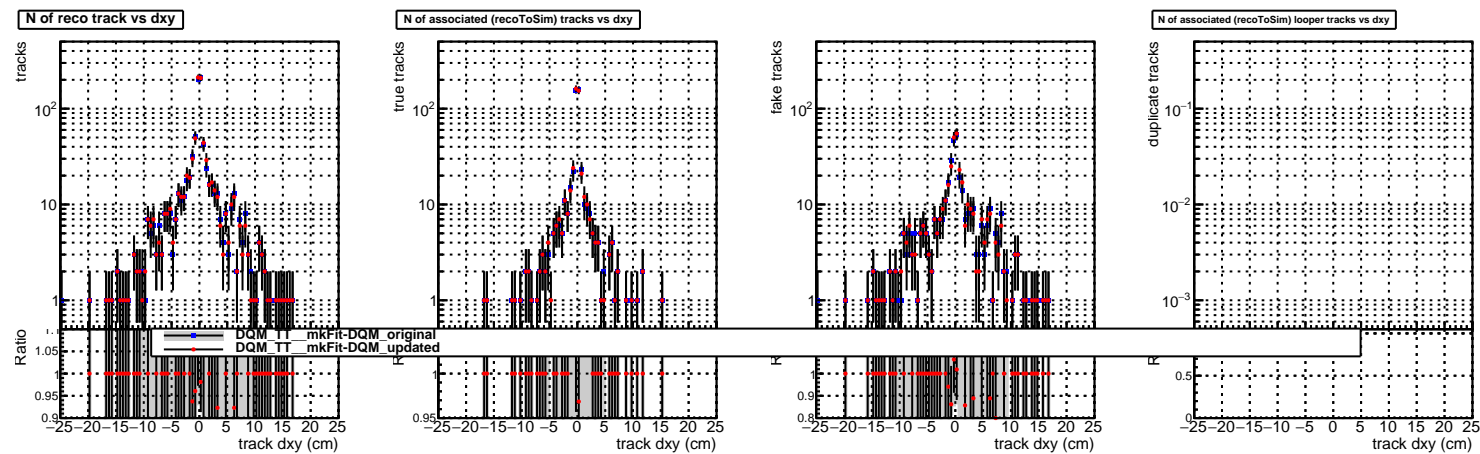 N of reco track vs dxy
tracks
10²
10
1
Ratio
1.1
1.05
1
0.95
0.9
−25 −20 −15 −10 −5 0 5 10 15 20 25
track dxy (cm)
N of associated (recoToSim) tracks vs dxy
true tracks
10²
10
1
1
0.95
−25 −20 −15 −10 −5 0 5 10 15 20 25
track dxy (cm)
fake tracks
10²
10
1
1
0.95
0.9
0.85
0.8
−25 −20 −15 −10 −5 0 5 10 15 20 25
track dxy (cm)
N of associated (recoToSim) looper tracks vs dxy
duplicate tracks
10⁻¹
10⁻²
10⁻³
0.5
0
−25 −20 −15 −10 −5 0 5 10 15 20 25
track dxy (cm)
DQM_TT__mkFit-DQM_original
DQM_TT__mkFit-DQM_updated